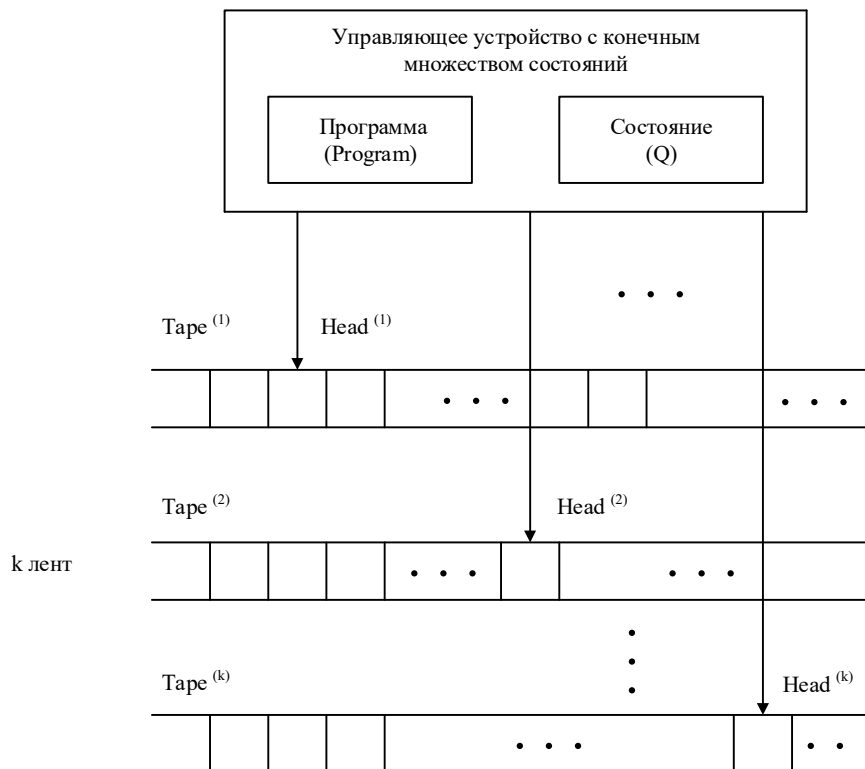 Управляющее устройство с конечным
множеством состояний
Программа
(Program)
Состояние
(Q)
Tape (1)
Head (1)
Tape (2)
Head (2)
k лент
Tape (k)
Head (k)